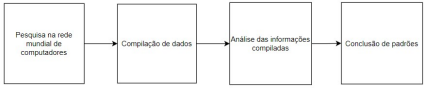 Pesquisa na rede
mundial de
computadores
Compilação de dados
Análise das informações
compiladas
Conclusão de padrões